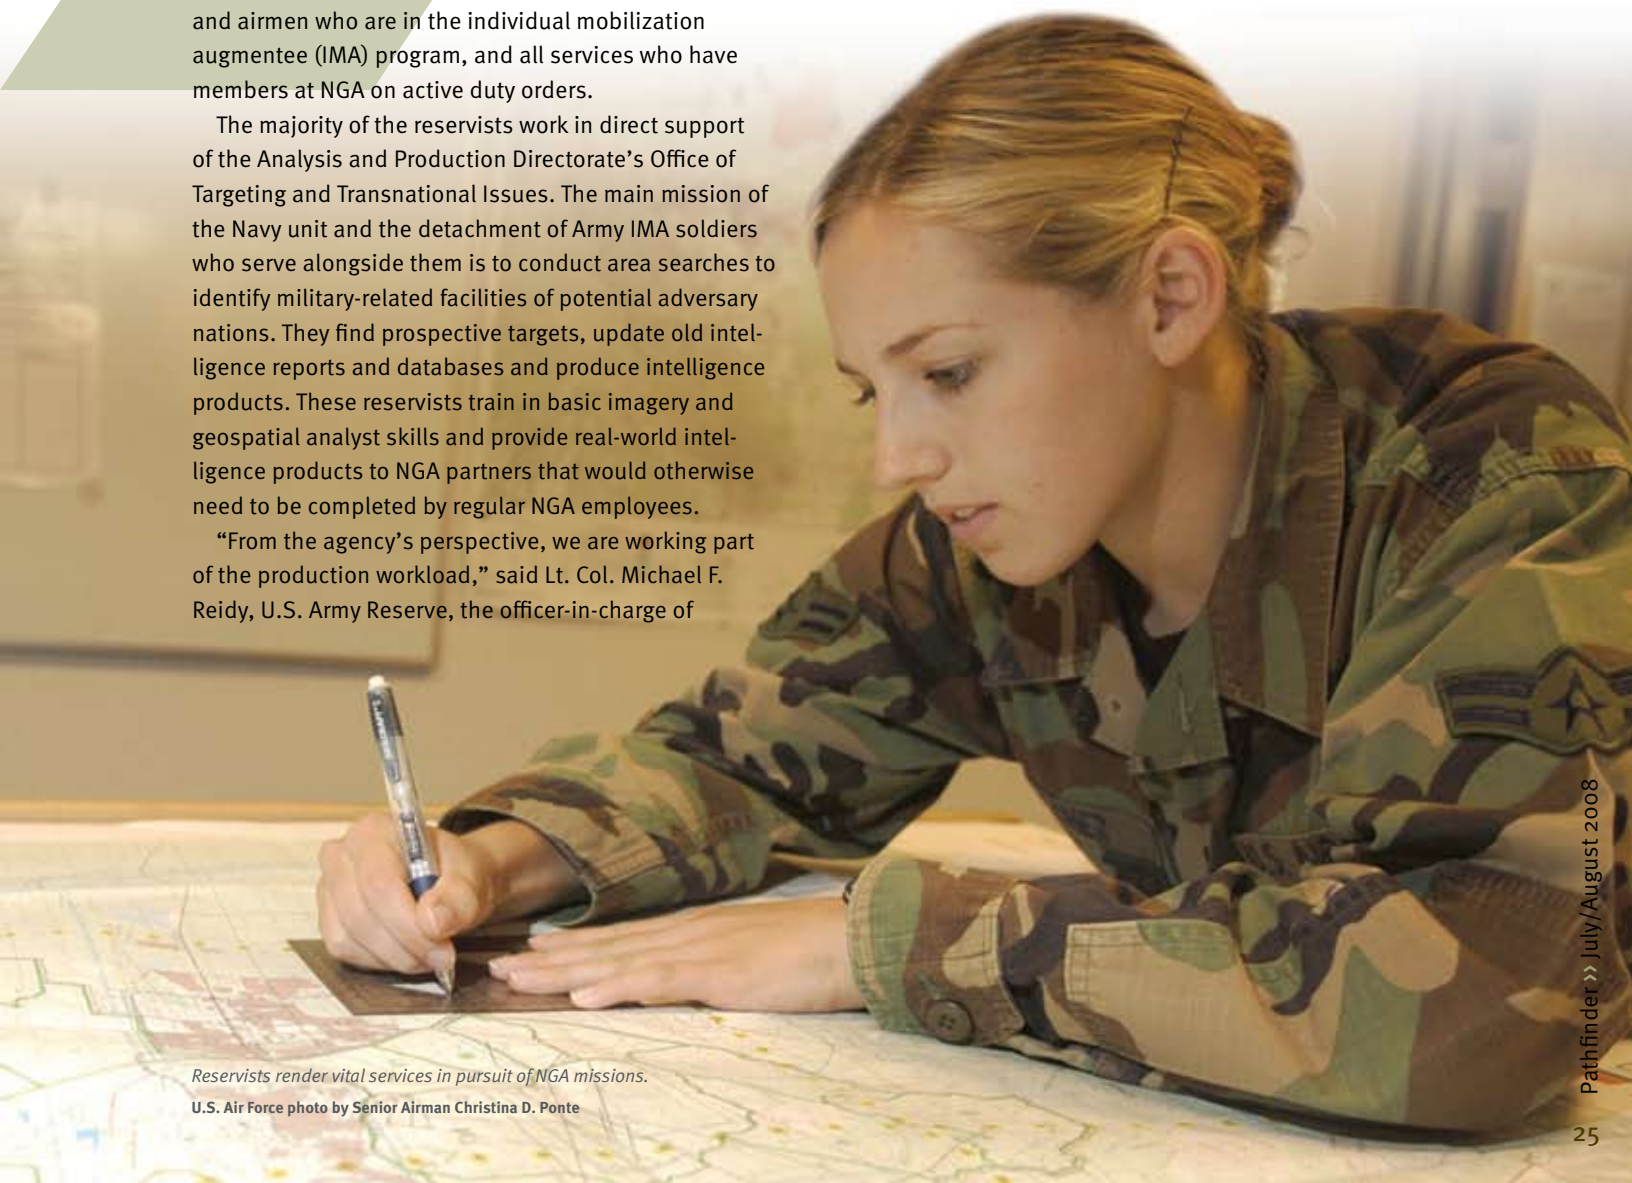 and airmen who are in the individual mobilization
augmentee (IMA) program, and all services who have
members at NGA on active duty orders.
The majority of the reservists work in direct support
of the Analysis and Production Directorate’s Office of
Targeting and Transnational Issues. The main mission of
the Navy unit and the detachment of Army IMA soldiers
who serve alongside them is to conduct area searches to
identify military-related facilities of potential adversary
nations. They find prospective targets, update old intel-
ligence reports and databases and produce intelligence
products. These reservists train in basic imagery and
geospatial analyst skills and provide real-world intel-
ligence products to NGA partners that would otherwise
need to be completed by regular NGA employees.
“From the agency’s perspective, we are working part
of the production workload,” said Lt. Col. Michael F.
Reidy, U.S. Army Reserve, the officer-in-charge of
Reservists render vital services in pursuit of NGA missions.
U.S. Air Force photo by Senior Airman Christina D. Ponte
Pathfinder >> July/August 2008
25